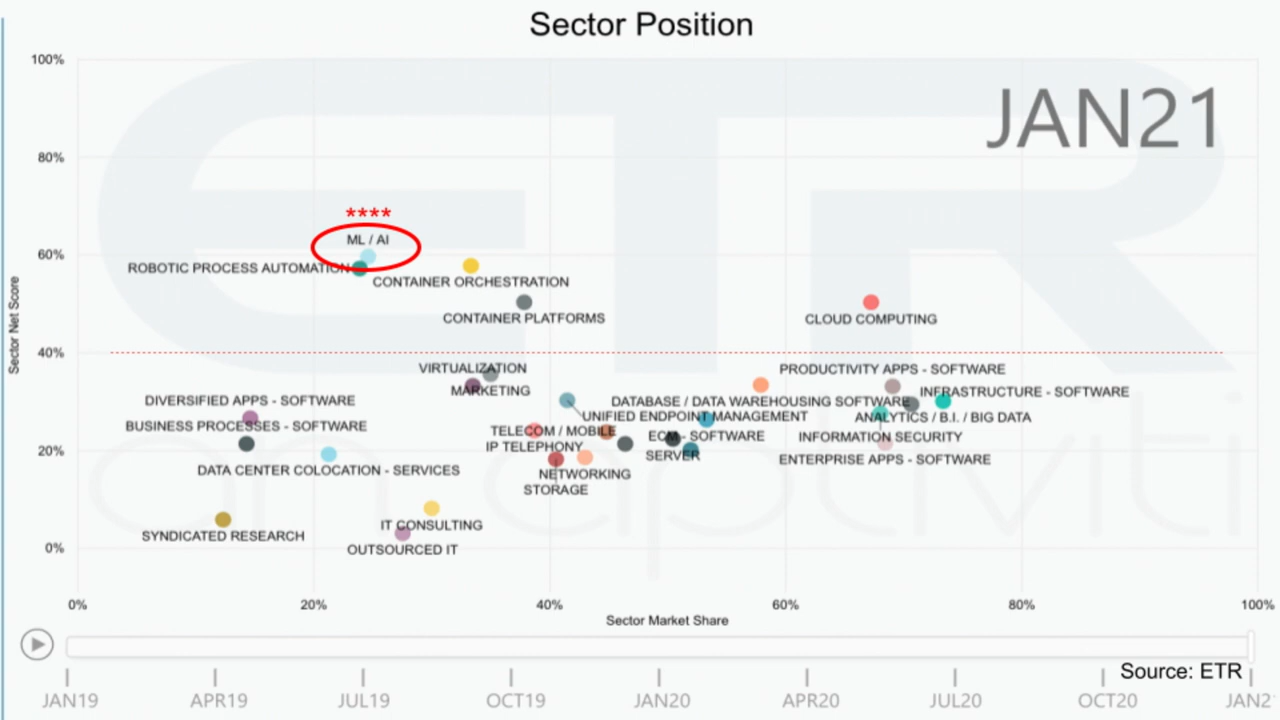 Sector Position
100%
JAN21
80%
****
ML / AI
60%
ROBOTIC PROCESS AUTOMATION
CONTAINER ORCHESTRATION
CONTAINER PLATFORMS
CLOUD COMPUTING
Sector Net Score
40%
VIRTUALIZATION
PRODUCTIVITY APPS - SOFTWARE
MARKETING
INFRASTRUCTURE - SOFTWARE
DIVERSIFIED APPS - SOFTWARE
DATABASE / DATA WAREHOUSING SOFTWARE
UNIFIED ENDPOINT MANAGEMENT
ANALYTICS / B.I. / BIG DATA
BUSINESS PROCESSES - SOFTWARE
TELECOM / MOBILE
ECM - SOFTWARE
INFORMATION SECURITY
IP TELEPHONY
20%
SERVER
ENTERPRISE APPS - SOFTWARE
DATA CENTER COLOCATION - SERVICES
NETWORKING
STORAGE
IT CONSULTING
SYNDICATED RESEARCH
OUTSOURCED IT
0%
0% 20% 40% 60% 80% 100%
Sector Market Share
Source: ETR
JAN19 APR19 JUL19 OCT19 JAN20 APR20 JUL20 OCT20 JAN2
ETR
an aptiviti